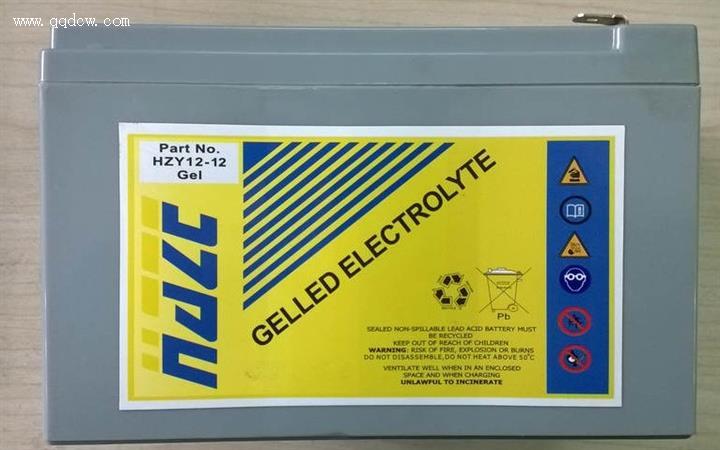 www.qqdcw.com
Part No.
HZY12-12
Gel
HAZE
GELLED ELECTROLYTE
Pb
SEALED NON-SPILLABLE LEAD ACID BATTERY MUST
BE RECYCLED
KEEP OUT OF REACH OF CHILDREN
WARNING: RISK OF FIRE, EXPLOSION OR BURNS
DO NOT DISASSEMBLE,DO NOT HEAT ABOVE 50°C
VENTILATE WELL WHEN IN AN ENCLOSED
SPACE AND WHEN CHARGING
UNLAWFUL TO INCINERATE